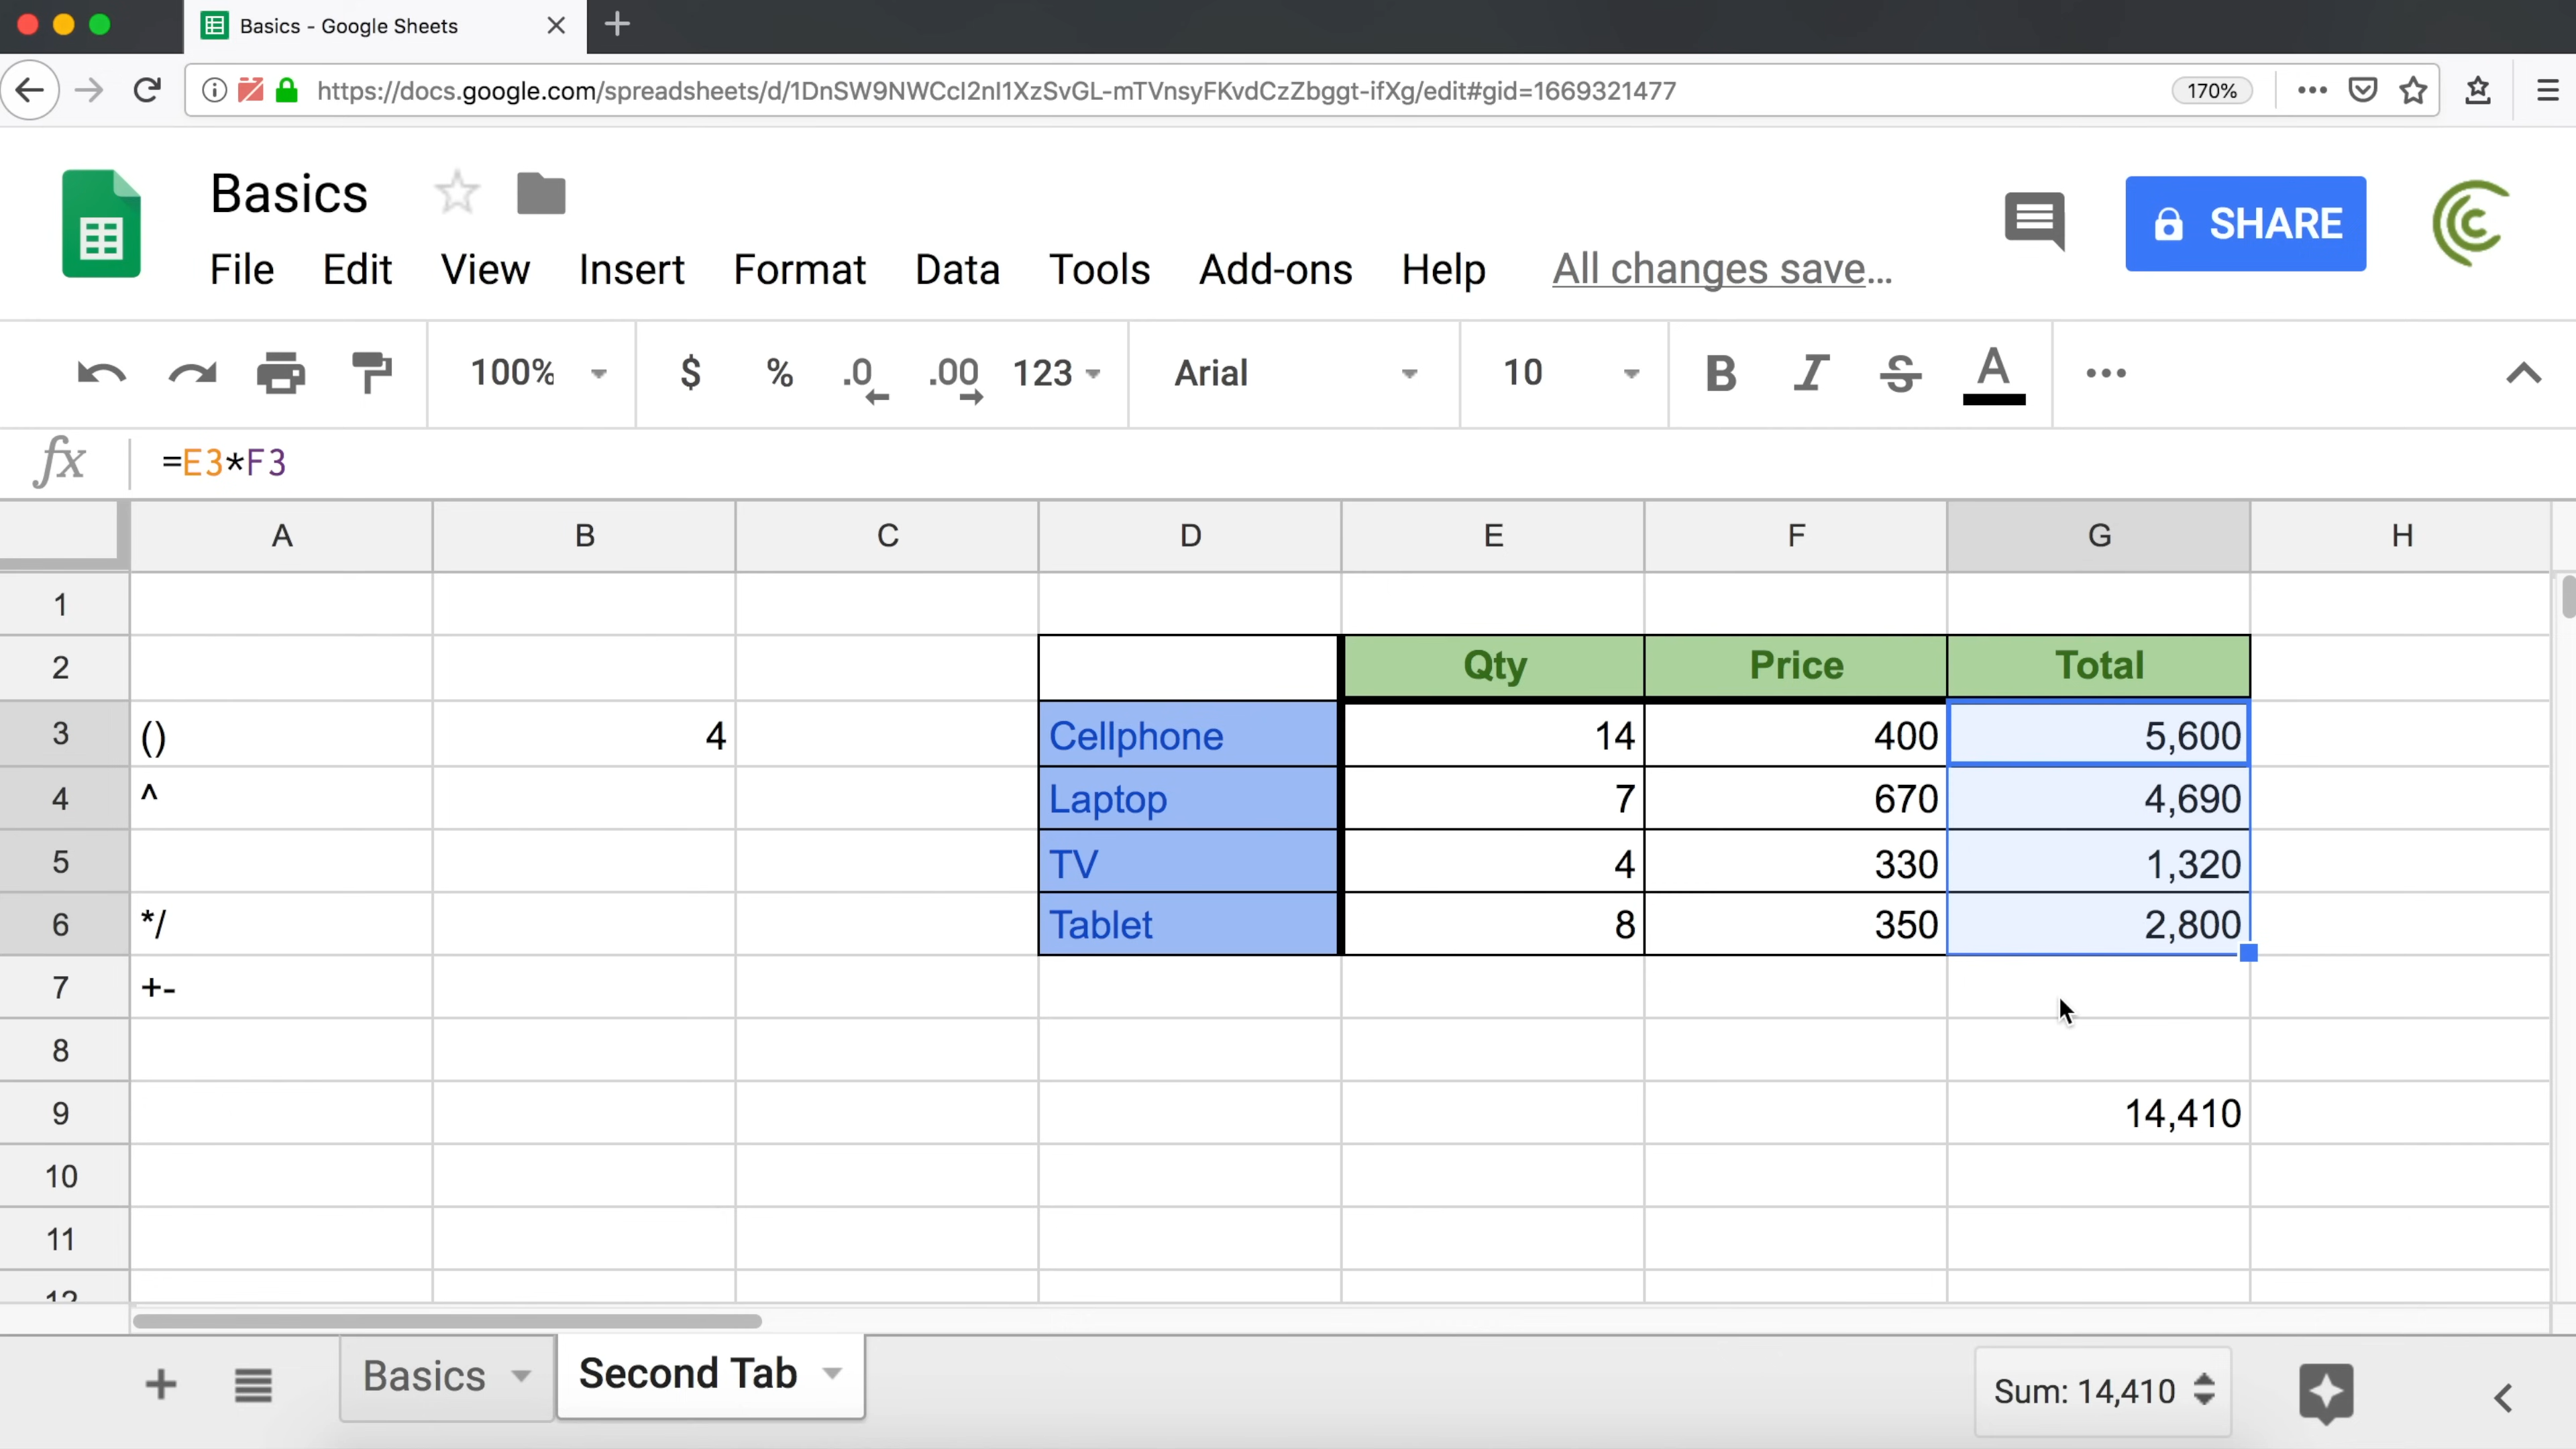 Basics - Google Sheets
https://docs.google.com/spreadsheets/d/1DnSW9NWCcI2nI1XzSvGL-mTVnsyFKvdCzZbggt-ifXg/edit#gid=1669321477 170%
Basics
File Edit View Insert Format Data Tools Add-ons Help All changes save...
SHARE
100% $ % .0 .00 123 Arial 10 B I S A
fx =E3*F3
A B C D E F G H
1
2 Qty Price Total
3 () 4 Cellphone 14 400 5,600
4 ^ Laptop 7 670 4,690
5 TV 4 330 1,320
6 */ Tablet 8 350 2,800
7 +-
8
9 14,410
10
11
12
Basics Second Tab Sum: 14,410